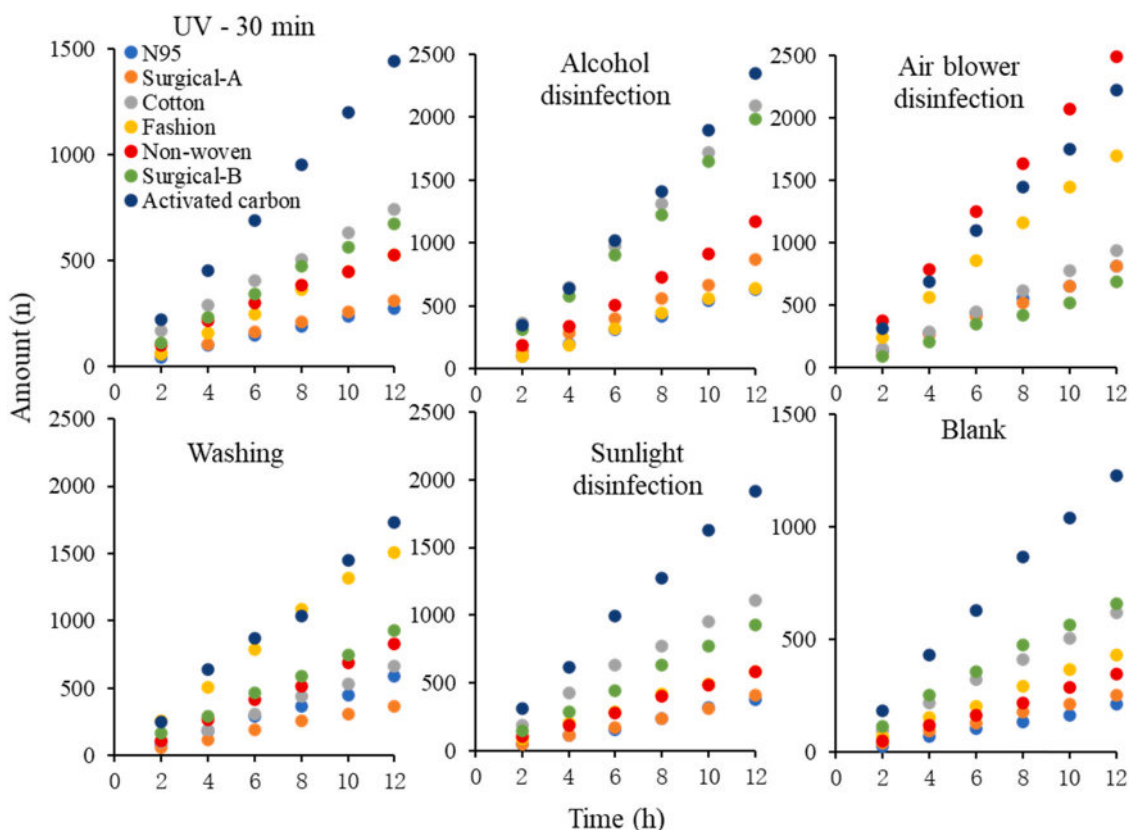 UV - 30 min
1500
1000
500
0
N95
Surgical-A
Cotton
Fashion
Non-woven
Surgical-B
Activated carbon
0 2 4 6 8 10 12
Alcohol
disinfection
2500
2000
1500
1000
500
0
0 2 4 6 8 10 12
Air blower
disinfection
2500
2000
1500
1000
500
0
0 2 4 6 8 10 12
Amount (n)
Washing
2500
2000
1500
1000
500
0
0 2 4 6 8 10 12
Sunlight
disinfection
2500
2000
1500
1000
500
0
0 2 4 6 8 10 12
Blank
1500
1000
500
0
0 2 4 6 8 10 12
Time (h)